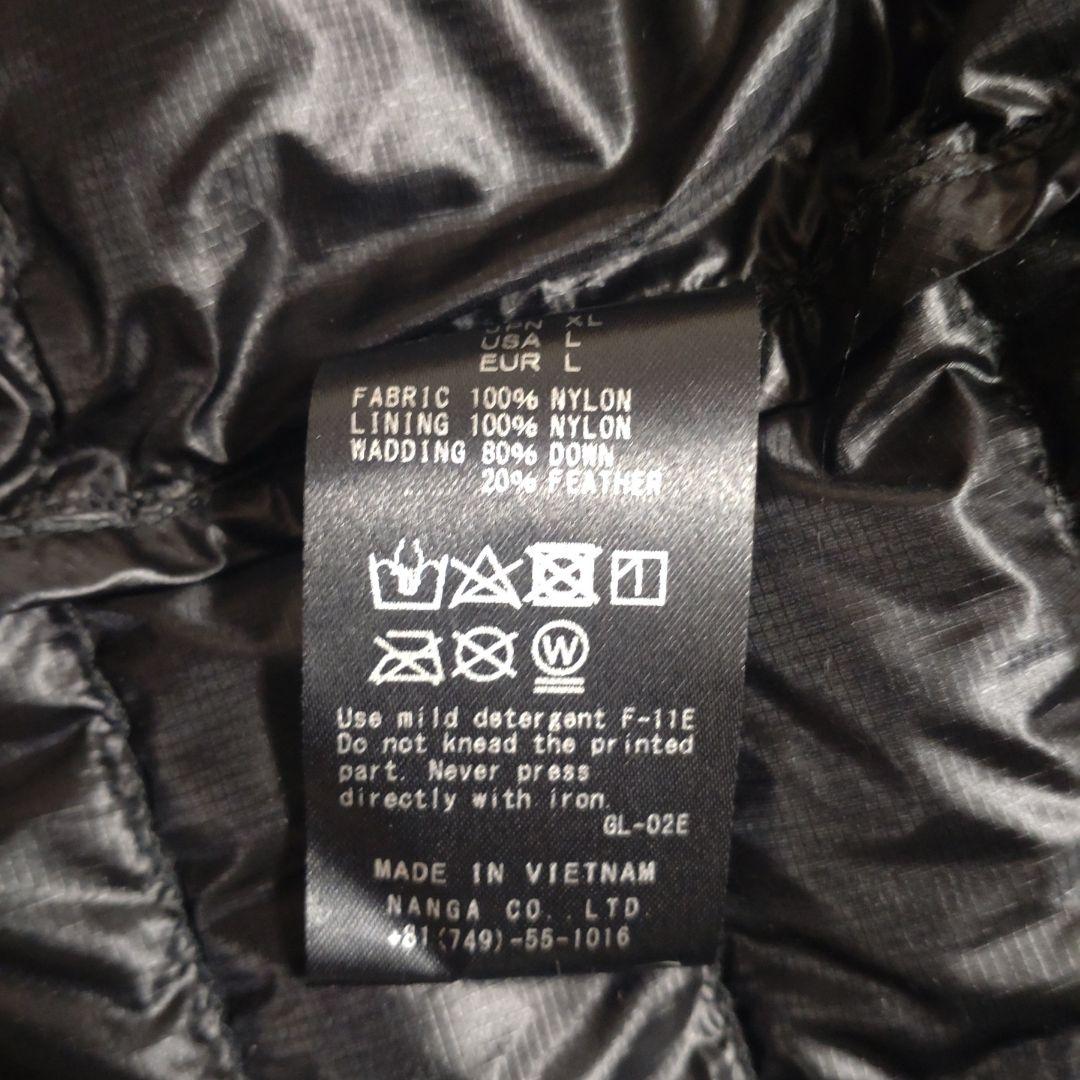 JPN XL
USA L
EUR L
FABRIC 100% NYLON
LINING 100% NYLON
WADDING 80% DOWN
20% FEATHER
W
Use mild detergent F-11E
Do not knead the printed
part. Never press
directly with iron.
GL-02E
MADE IN VIETNAM
NANGA CO., LTD.
+81(749)-55-1016